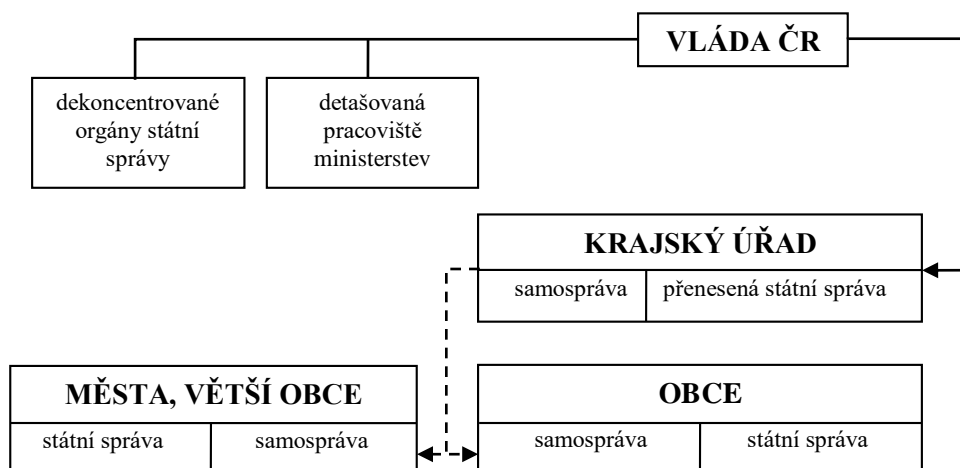 VLÁDA ČR
dekoncentrované
orgány státní
správy
detašovaná
pracoviště
ministerstev
KRAJSKÝ ÚŘAD
samospráva
přenesená státní správa
MĚSTA, VĚTŠÍ OBCE
státní správa
samospráva
OBCE
samospráva
státní správa